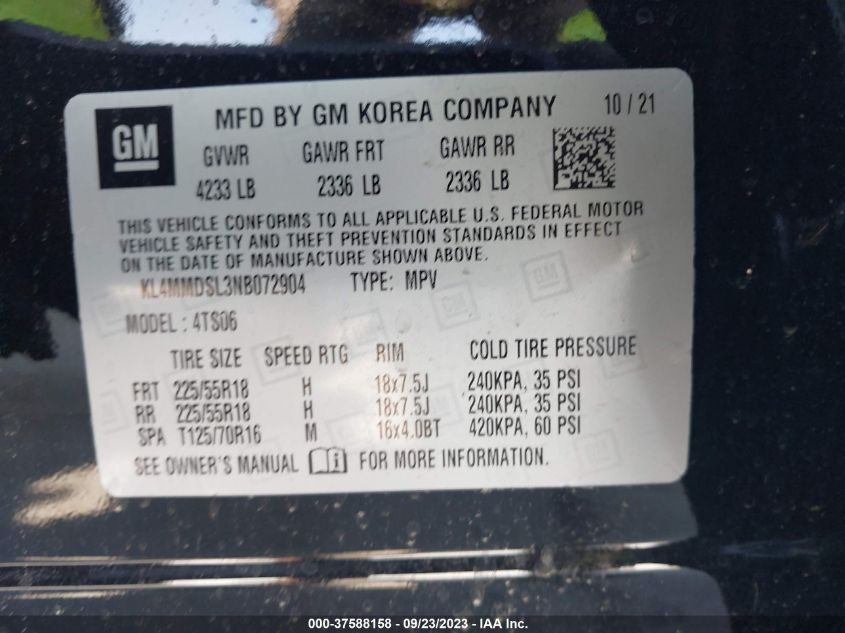 GM
MFD BY GM KOREA COMPANY 10/21
GVWR GAWR FRT GAWR RR
4233 LB 2336 LB 2336 LB
THIS VEHICLE CONFORMS TO ALL APPLICABLE U.S. FEDERAL MOTOR
VEHICLE SAFETY AND THEFT PREVENTION STANDARDS IN EFFECT
ON THE DATE OF MANUFACTURE SHOWN ABOVE.
KL4MMDSL3NB072904 TYPE: MPV
MODEL: 4TS06
TIRE SIZE SPEED RTG RIM COLD TIRE PRESSURE
FRT 225/55R18 H 18x7.5J 240KPA, 35 PSI
RR 225/55R18 H 18x7.5J 240KPA, 35 PSI
SPA T125/70R16 M 16x4.0BT 420KPA, 60 PSI
SEE OWNER'S MANUAL FOR MORE INFORMATION.
000-37588158 - 09/23/2023 - IAA Inc.